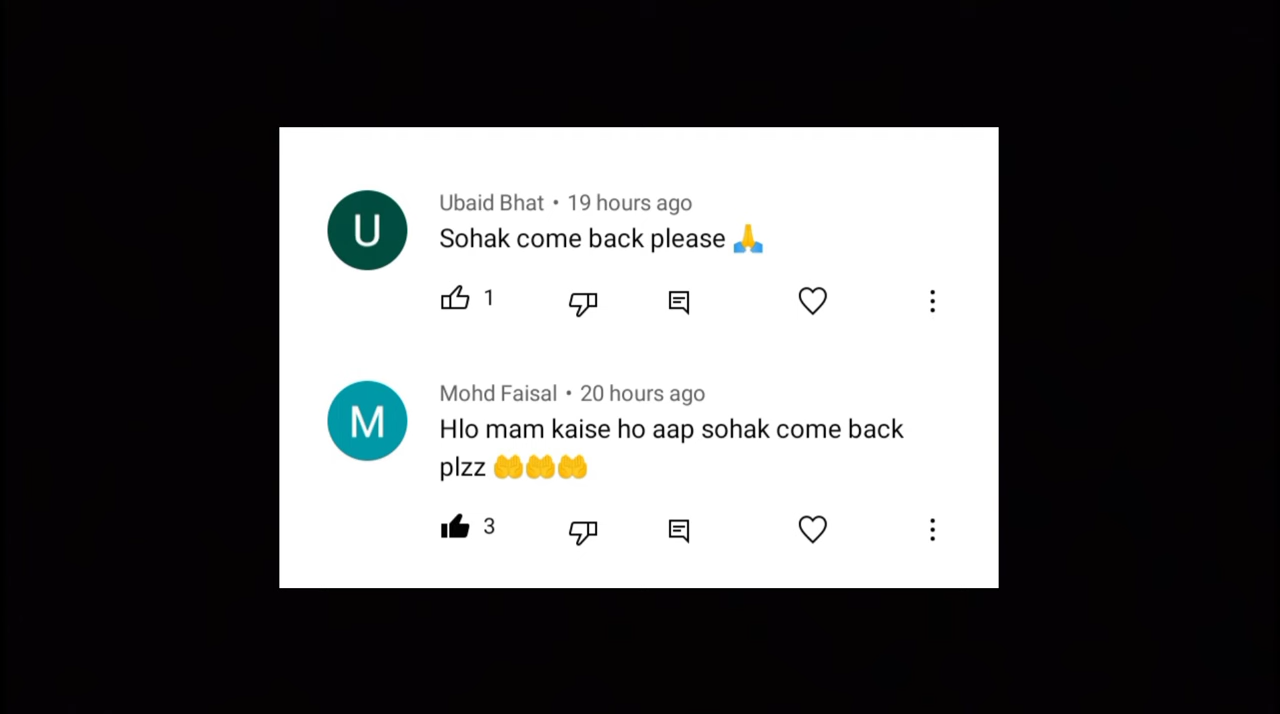 U
Ubaid Bhat • 19 hours ago
Sohak come back please 🙏
1
M
Mohd Faisal • 20 hours ago
Hlo mam kaise ho aap sohak come back
plzz 🤲🤲🤲
3